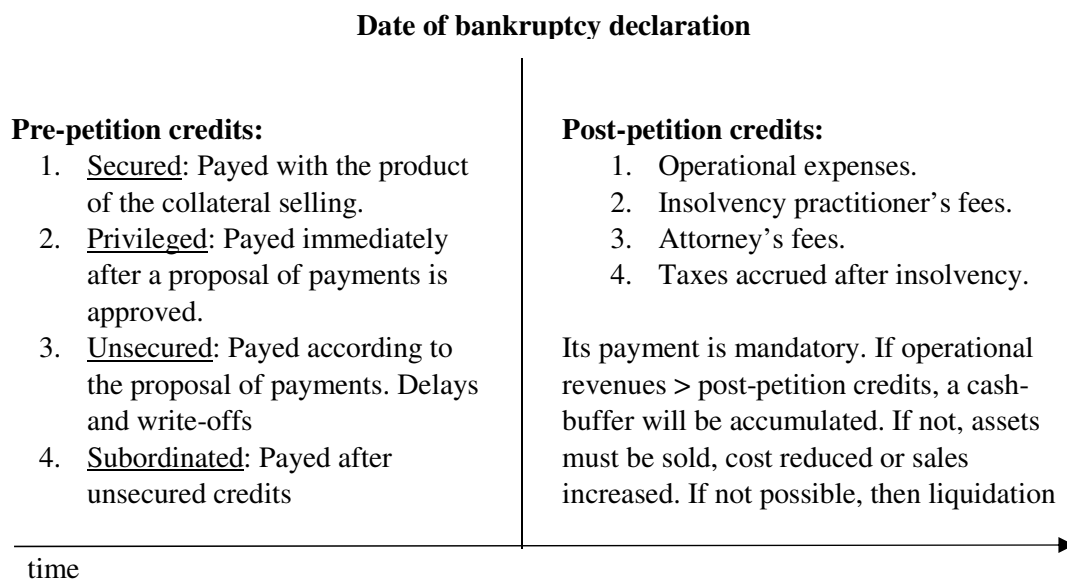 Date of bankruptcy declaration
Pre-petition credits:
1. Secured: Payed with the product
of the collateral selling.
2. Privileged: Payed immediately
after a proposal of payments is
approved.
3. Unsecured: Payed according to
the proposal of payments. Delays
and write-offs
4. Subordinated: Payed after
unsecured credits
Post-petition credits:
1. Operational expenses.
2. Insolvency practitioner's fees.
3. Attorney's fees.
4. Taxes accrued after insolvency.
Its payment is mandatory. If operational
revenues > post-petition credits, a cash-
buffer will be accumulated. If not, assets
must be sold, cost reduced or sales
increased. If not possible, then liquidation
time